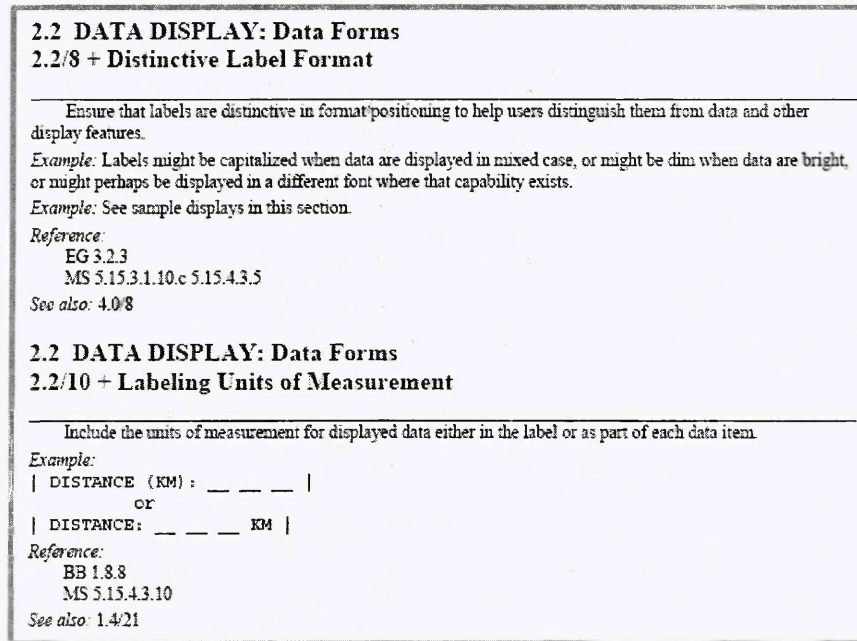 2.2 DATA DISPLAY: Data Forms
2.2/8 + Distinctive Label Format
Ensure that labels are distinctive in format/positioning to help users distinguish them from data and other
display features.
Example: Labels might be capitalized when data are displayed in mixed case, or might be dim when data are bright,
or might perhaps be displayed in a different font where that capability exists.
Example: See sample displays in this section.
Reference:
EG 3.2.3
MS 5.15.3.1.10.c 5.15.4.3.5
See also: 4.0/8
2.2 DATA DISPLAY: Data Forms
2.2/10 + Labeling Units of Measurement
Include the units of measurement for displayed data either in the label or as part of each data item.
Example:
| DISTANCE (KM): __ __ __ |
or
| DISTANCE: __ __ __ KM |
Reference:
BB 1.8.8
MS 5.15.4.3.10
See also: 1.4/21